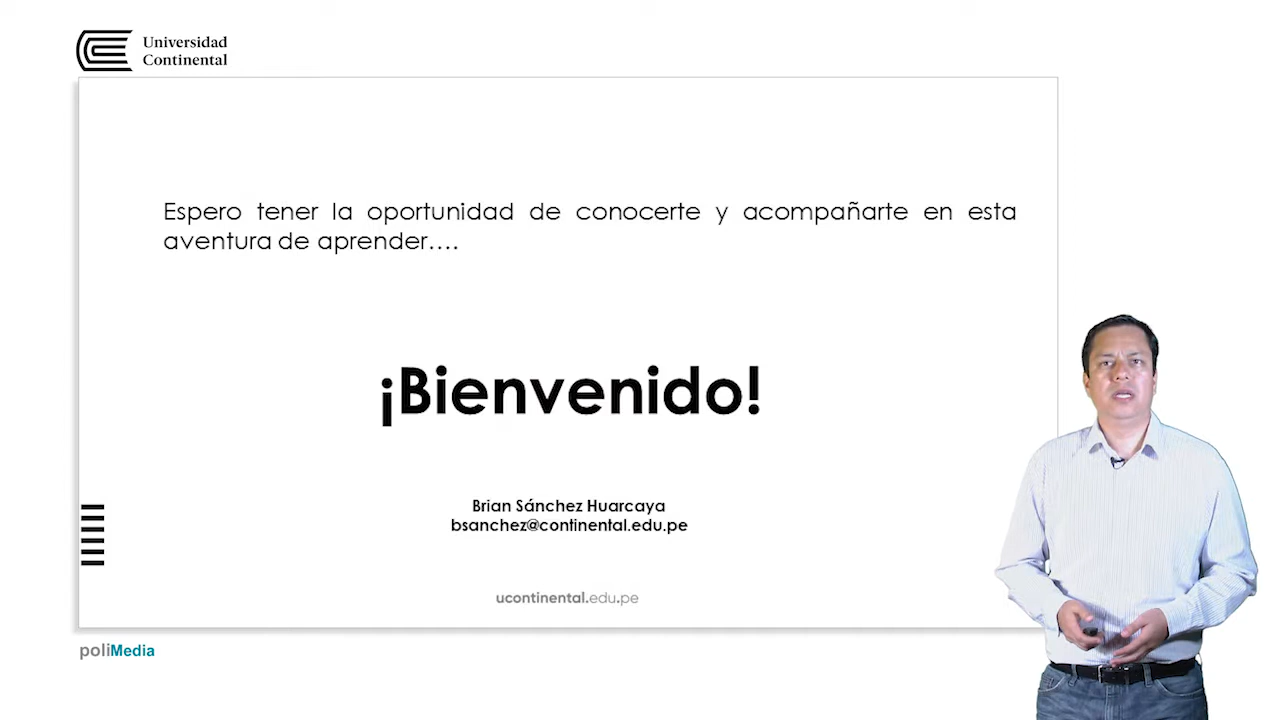 Universidad
Continental
Espero tener la oportunidad de conocerte y acompañarte en esta
aventura de aprender....
¡Bienvenido!
Brian Sánchez Huarcaya
bsanchez@continental.edu.pe
ucontinental.edu.pe
poliMedia